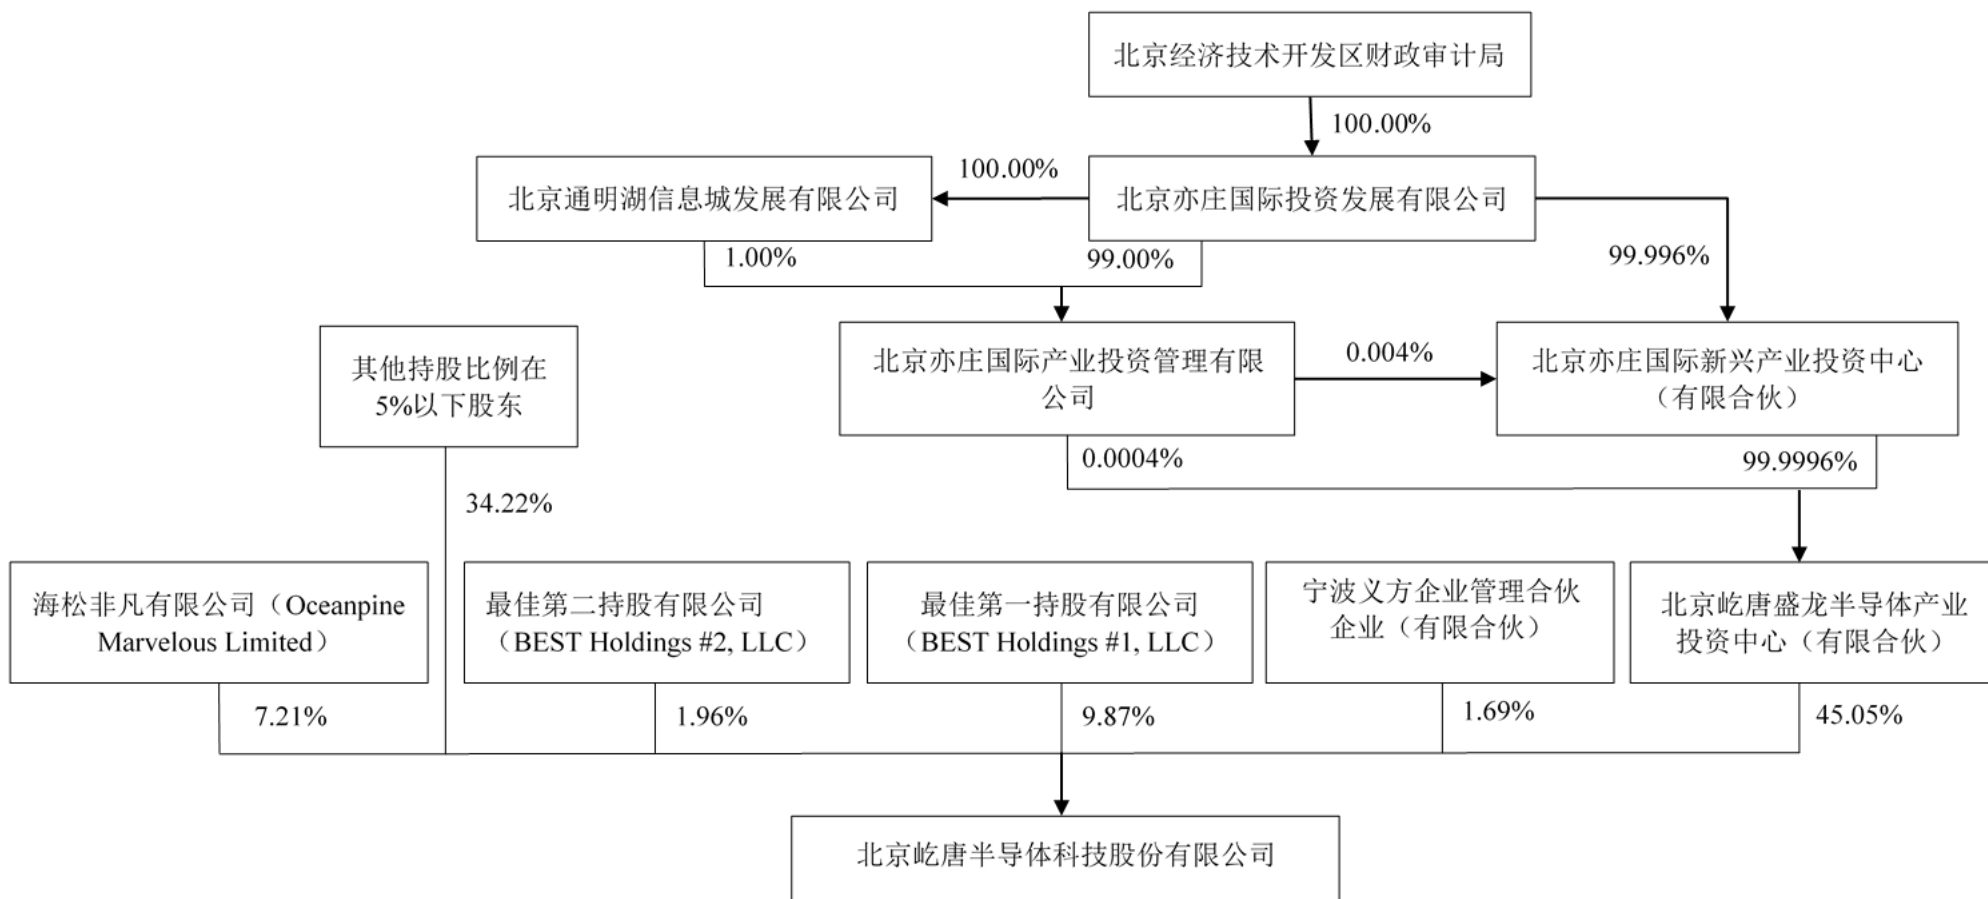 北京经济技术开发区财政审计局
100.00%
100.00%
北京通明湖信息城发展有限公司
北京亦庄国际投资发展有限公司
1.00%
99.00%
99.996%
其他持股比例在
5%以下股东
北京亦庄国际产业投资管理有限
公司
0.004%
北京亦庄国际新兴产业投资中心
（有限合伙）
0.0004%
99.9996%
34.22%
海松非凡有限公司（Oceanpine
Marvelous Limited）
最佳第二持股有限公司
（BEST Holdings #2, LLC）
最佳第一持股有限公司
（BEST Holdings #1, LLC）
宁波义方企业管理合伙
企业（有限合伙）
北京屹唐盛龙半导体产业
投资中心（有限合伙）
7.21%
1.96%
9.87%
1.69%
45.05%
北京屹唐半导体科技股份有限公司